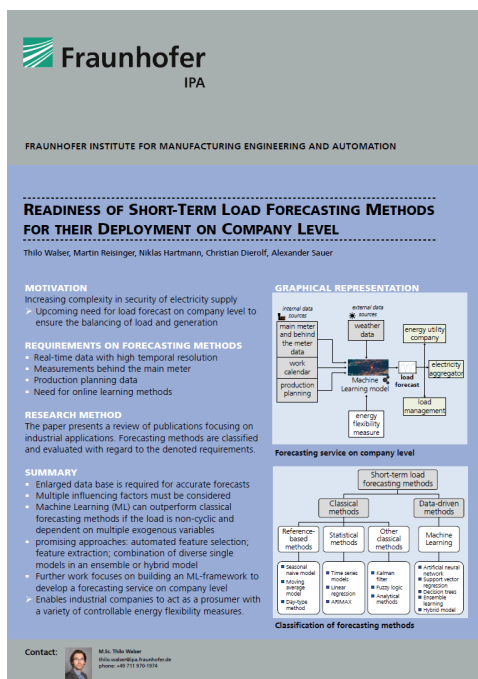 Fraunhofer
IPA
FRAUNHOFER INSTITUTE FOR MANUFACTURING ENGINEERING AND AUTOMATION
READINESS OF SHORT-TERM LOAD FORECASTING METHODS
FOR THEIR DEPLOYMENT ON COMPANY LEVEL
Thilo Walser, Martin Reisinger, Niklas Hartmann, Christian Dierolf, Alexander Sauer
MOTIVATION
Increasing complexity in security of electricity supply
➢ Upcoming need for load forecast on company level to
ensure the balancing of load and generation
REQUIREMENTS ON FORECASTING METHODS
▪ Real-time data with high temporal resolution
▪ Measurements behind the main meter
▪ Production planning data
▪ Need for online learning methods
RESEARCH METHOD
The paper presents a review of publications focusing on
industrial applications. Forecasting methods are classified
and evaluated with regard to the denoted requirements.
SUMMARY
▪ Enlarged data base is required for accurate forecasts
▪ Multiple influencing factors must be considered
▪ Machine Learning (ML) can outperform classical
forecasting methods if the load is non-cyclic and
dependent on multiple exogenous variables
▪ promising approaches: automated feature selection;
feature extraction; combination of diverse single
models in an ensemble or hybrid model
▪ Further work focuses on building an ML-framework to
develop a forecasting service on company level
➢ Enables industrial companies to act as a prosumer with
a variety of controllable energy flexibility measures.
GRAPHICAL REPRESENTATION
internal data
sources
external data
sources
main meter
and behind
the meter
data
work
calendar
production
planning
weather
data
Machine
Learning model
energy
flexibility
measure
load
forecast
energy utility
company
electricity
aggregator
load
management
Forecasting service on company level
Short-term load
forecasting methods
Classical
methods
Data-driven
methods
Reference-
based
methods
Statistical
methods
Other
classical
methods
Machine
Learning
▪ Seasonal
naive model
▪ Moving
average
model
▪ Day-type
method
▪ Time series
models
▪ Linear
regression
▪ ARIMAX
▪ Kalman
filter
▪ Fuzzy logic
▪ Analytical
methods
▪ Artificial neural
network
▪ Support vector
regression
▪ Decision trees
▪ Ensemble
learning
▪ Hybrid model
Classification of forecasting methods
Contact:
M.Sc. Thilo Walser
thilo.walser@ipa.fraunhofer.de
phone: +49 711 970-1974